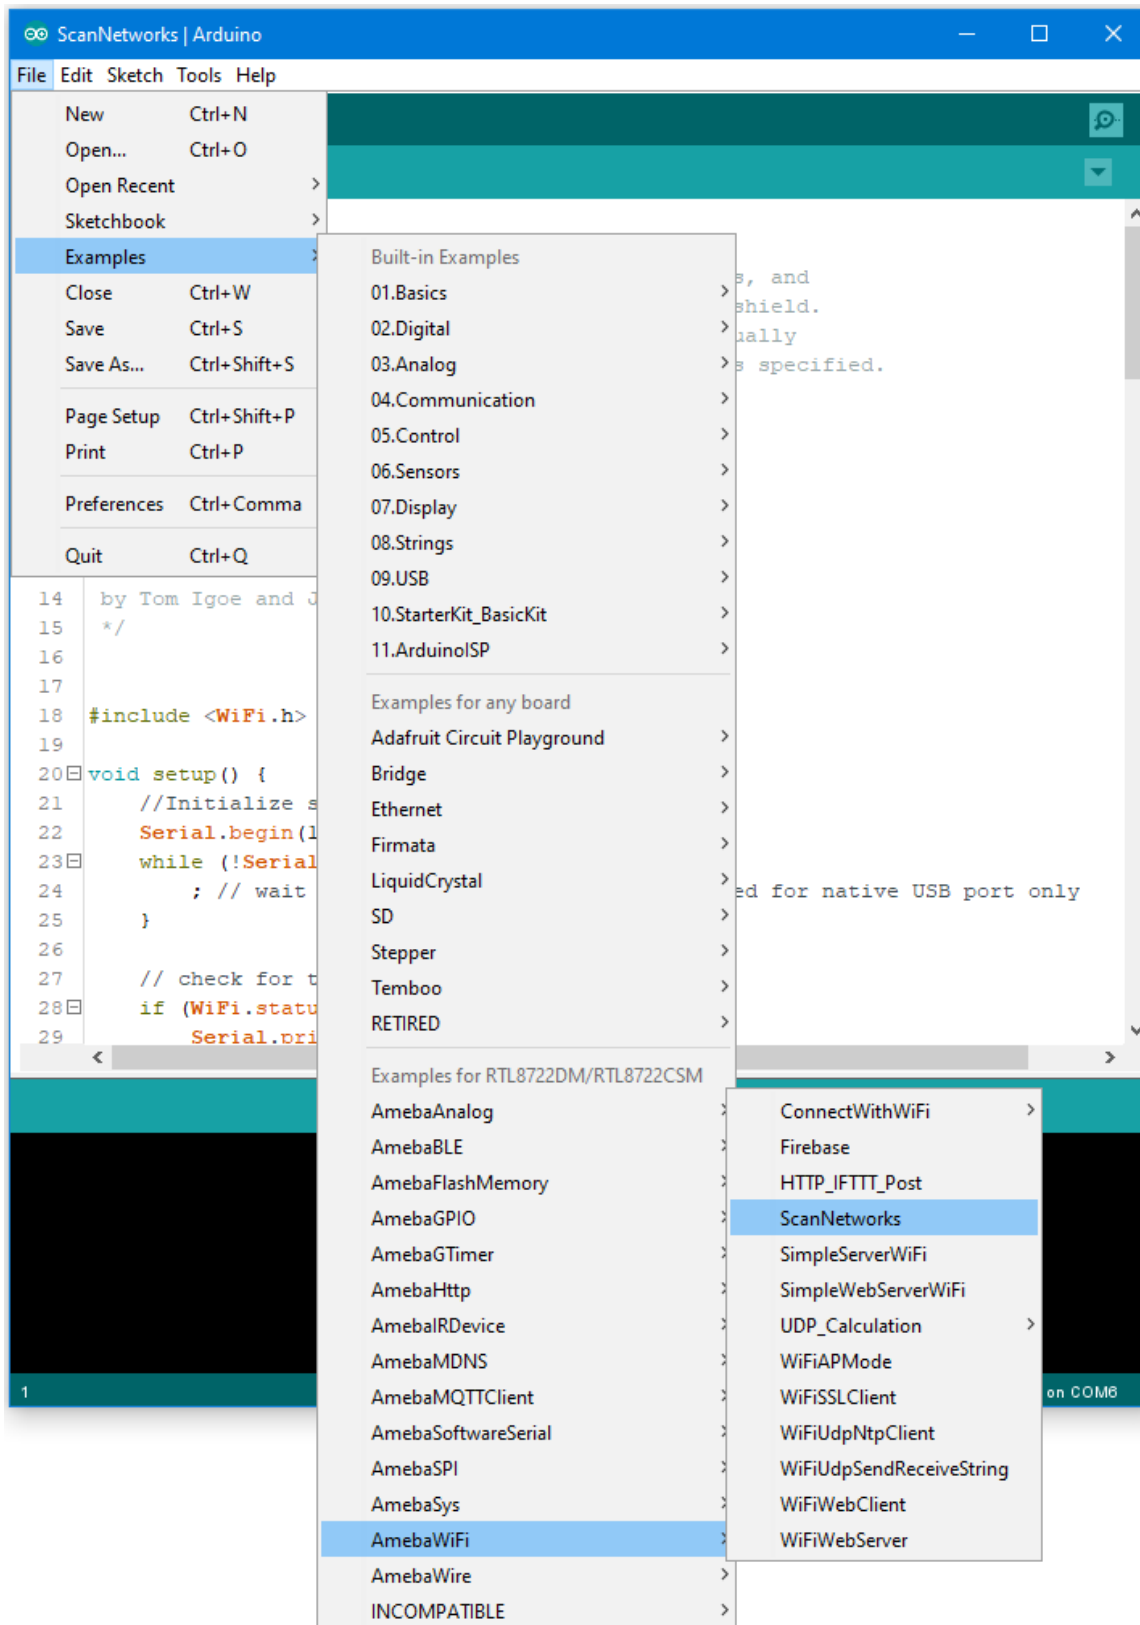 ScanNetworks | Arduino
File Edit Sketch Tools Help
New Ctrl+N
Open... Ctrl+O
Open Recent
Sketchbook
Examples
Close Ctrl+W
Save Ctrl+S
Save As... Ctrl+Shift+S
Page Setup Ctrl+Shift+P
Print Ctrl+P
Preferences Ctrl+Comma
Quit Ctrl+Q
Built-in Examples
01.Basics
02.Digital
03.Analog
04.Communication
05.Control
06.Sensors
07.Display
08.Strings
09.USB
10.StarterKit_BasicKit
11.ArduinoISP
Examples for any board
Adafruit Circuit Playground
Bridge
Ethernet
Firmata
LiquidCrystal
SD
Stepper
Temboo
RETIRED
Examples for RTL8722DM/RTL8722CSM
AmebaAnalog
AmebaBLE
AmebaFlashMemory
AmebaGPIO
AmebaGTimer
AmebaHttp
AmebaIRDevice
AmebaMDNS
AmebaMQTTClient
AmebaSoftwareSerial
AmebaSPI
AmebaSys
AmebaWiFi
AmebaWire
INCOMPATIBLE
ConnectWithWiFi
Firebase
HTTP_IFTTT_Post
ScanNetworks
SimpleServerWiFi
SimpleWebServerWiFi
UDP_Calculation
WiFiAPMode
WiFiSSLClient
WiFiUdpNtpClient
WiFiUdpSendReceiveString
WiFiWebClient
WiFiWebServer
s, and
shield.
ually
s specified.
14 by Tom Igoe and J
15 */
16
17
18 #include <WiFi.h>
19
20 void setup() {
21 //Initialize s
22 Serial.begin(1
23 while (!Serial
24 ; // wait ed for native USB port only
25 }
26
27 // check for t
28 if (WiFi.statu
29 Serial.pri
1 on COM6